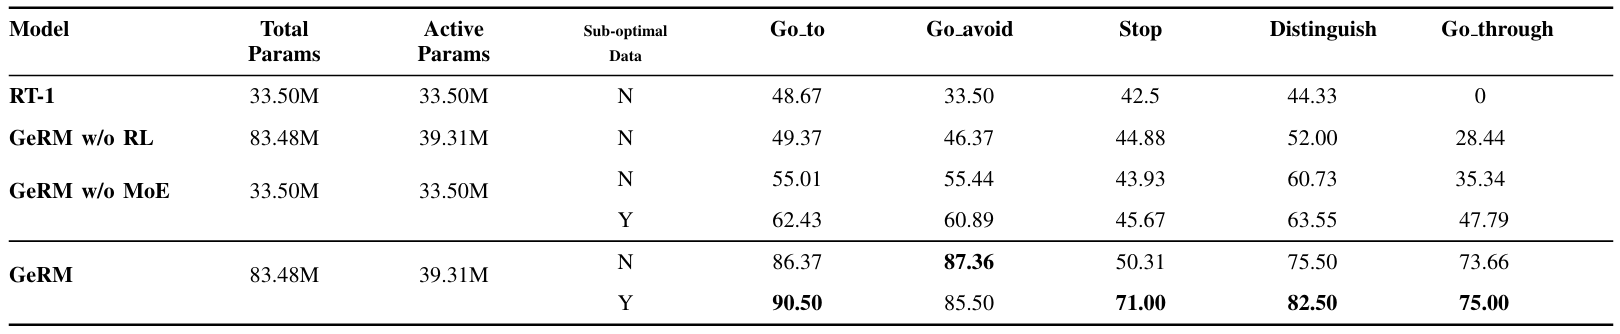 Model Total Params Active Params Sub-optimal Data Go_to Go_avoid Stop Distinguish Go_through
RT-1 33.50M 33.50M N 48.67 33.50 42.5 44.33 0
GeRM w/o RL 83.48M 39.31M N 49.37 46.37 44.88 52.00 28.44
GeRM w/o MoE 33.50M 33.50M N 55.01 55.44 43.93 60.73 35.34
Y 62.43 60.89 45.67 63.55 47.79
GeRM 83.48M 39.31M N 86.37 87.36 50.31 75.50 73.66
Y 90.50 85.50 71.00 82.50 75.00